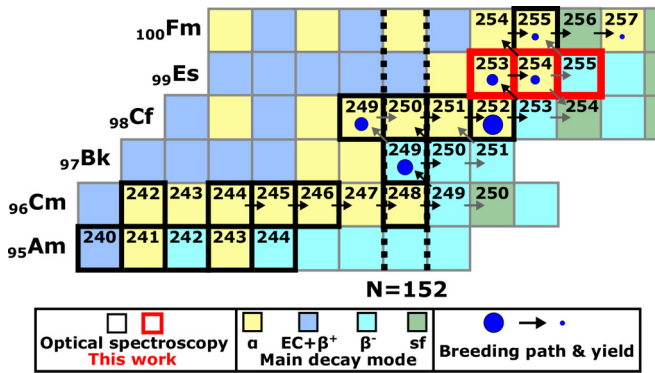 100Fm 254 255 256 257
99Es 253 254 255
98Cf 249 250 251 252 253 254
97Bk 249 250 251
96Cm 242 243 244 245 246 247 248 249 250
95Am 240 241 242 243 244
N=152
Optical spectroscopy
This work
α EC+β⁺ β⁻ sf
Main decay mode
Breeding path & yield